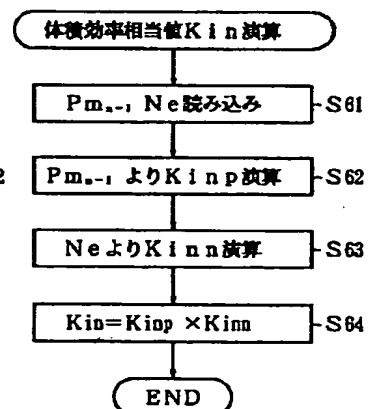 体積効率相当値Kin演算
Pmₙ₋₁ Ne読み込み
S61
2
Pmₙ₋₁ よりKinp演算
S62
NeよりKinn演算
S63
Kin=Kinp ×Kinn
S64
END